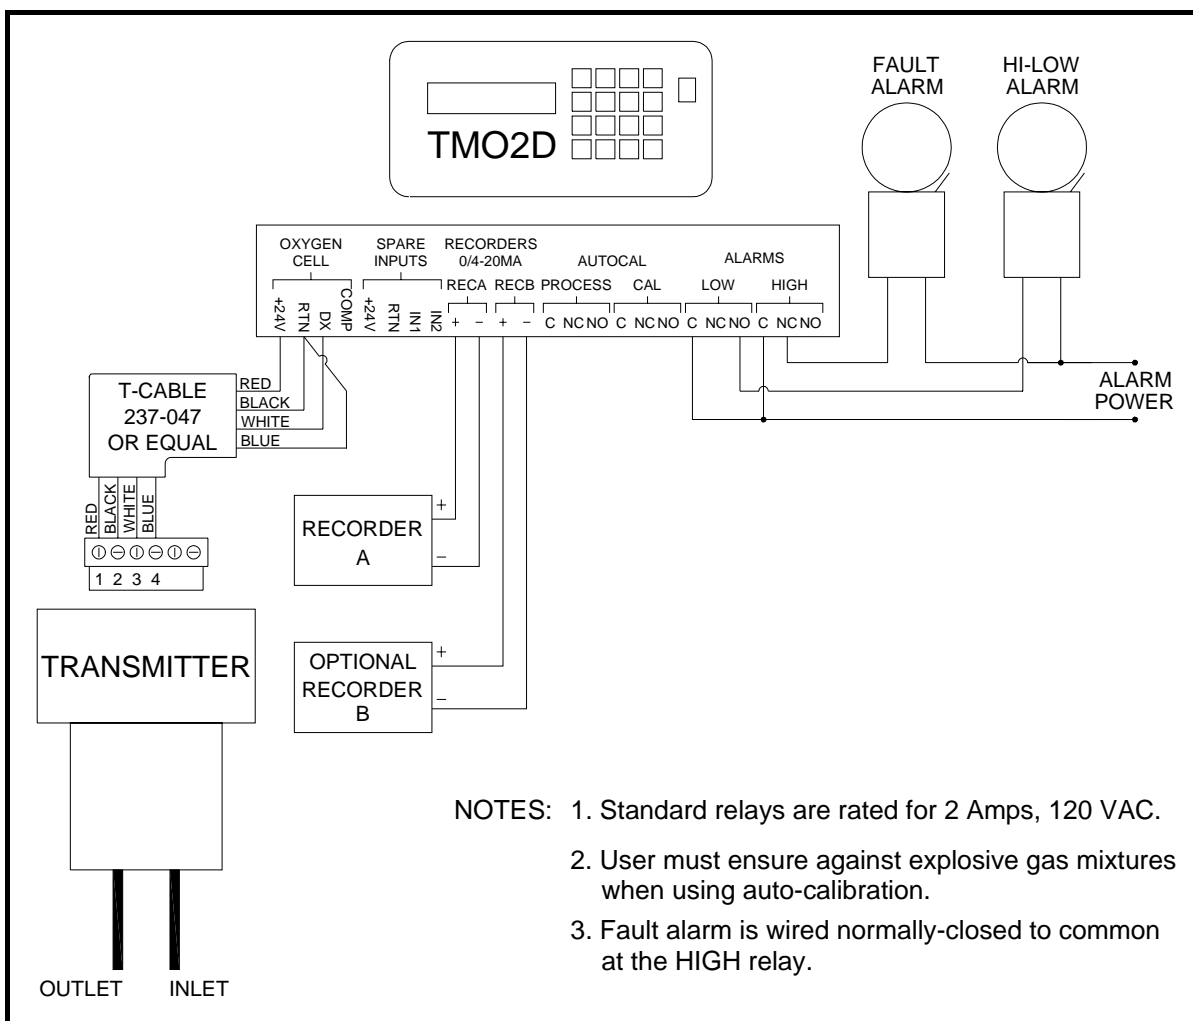 FAULT
ALARM
HI-LOW
ALARM
TMO2D
OXYGEN
CELL
SPARE
INPUTS
RECORDERS
0/4-20MA
AUTOCAL
ALARMS
RECA
RECB
PROCESS
CAL
LOW
HIGH
+24V
RTN
DX
COMP
+24V
RTN
IN1
IN2
+ − + −
C NC NO C NC NO C NC NO C NC NO
T-CABLE
237-047
OR EQUAL
RED
BLACK
WHITE
BLUE
ALARM
POWER
RED
BLACK
WHITE
BLUE
1 2 3 4
RECORDER
A
+
−
TRANSMITTER
OPTIONAL
RECORDER
B
+
−
NOTES: 1. Standard relays are rated for 2 Amps, 120 VAC.
2. User must ensure against explosive gas mixtures
when using auto-calibration.
3. Fault alarm is wired normally-closed to common
at the HIGH relay.
OUTLET
INLET